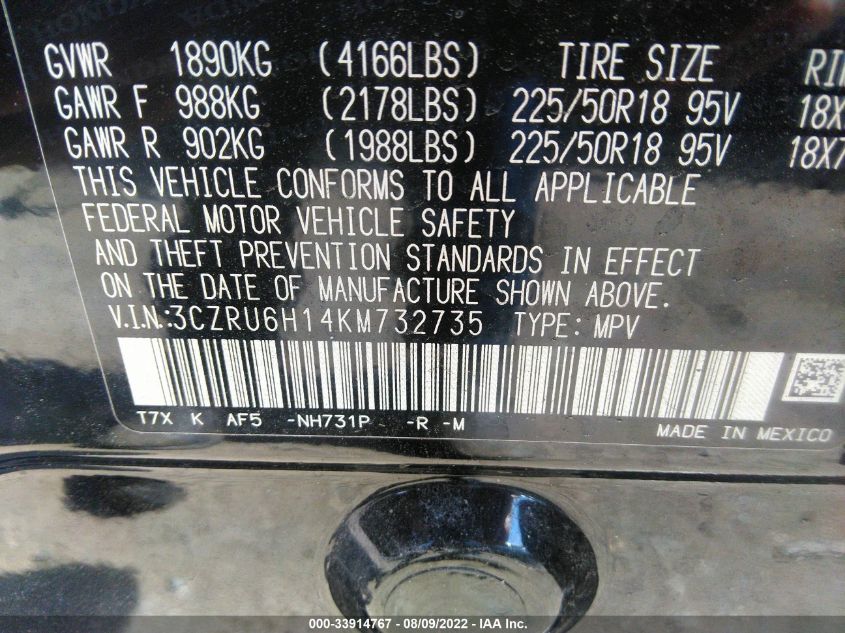 GVWR 1890KG (4166LBS) TIRE SIZE
GAWR F 988KG (2178LBS) 225/50R18 95V 18X
GAWR R 902KG (1988LBS) 225/50R18 95V 18X7
THIS VEHICLE CONFORMS TO ALL APPLICABLE
FEDERAL MOTOR VEHICLE SAFETY
AND THEFT PREVENTION STANDARDS IN EFFECT
ON THE DATE OF MANUFACTURE SHOWN ABOVE.
V.I.N.:3CZRU6H14KM732735 TYPE: MPV
T7X K AF5 -NH731P -R -M
MADE IN MEXICO
000-33914767 - 08/09/2022 - IAA Inc.